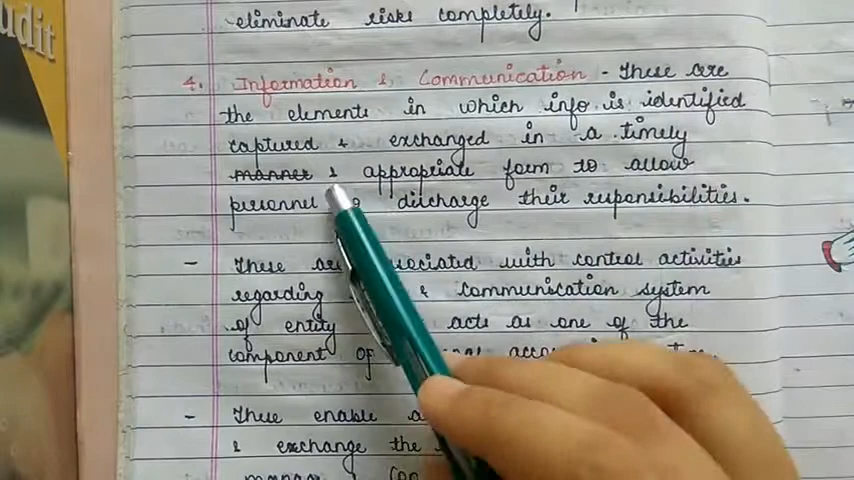 udit
eliminate risks completely.
4. Information & Communication - These are
the elements in which info is identified
captured & exchanged in a timely
manner & appropriate form to allow
personnel discharge their responsibilities.
- These associated with control activities
regarding & communication system
of entity acts as one of the
component of
- These enable
& exchange the